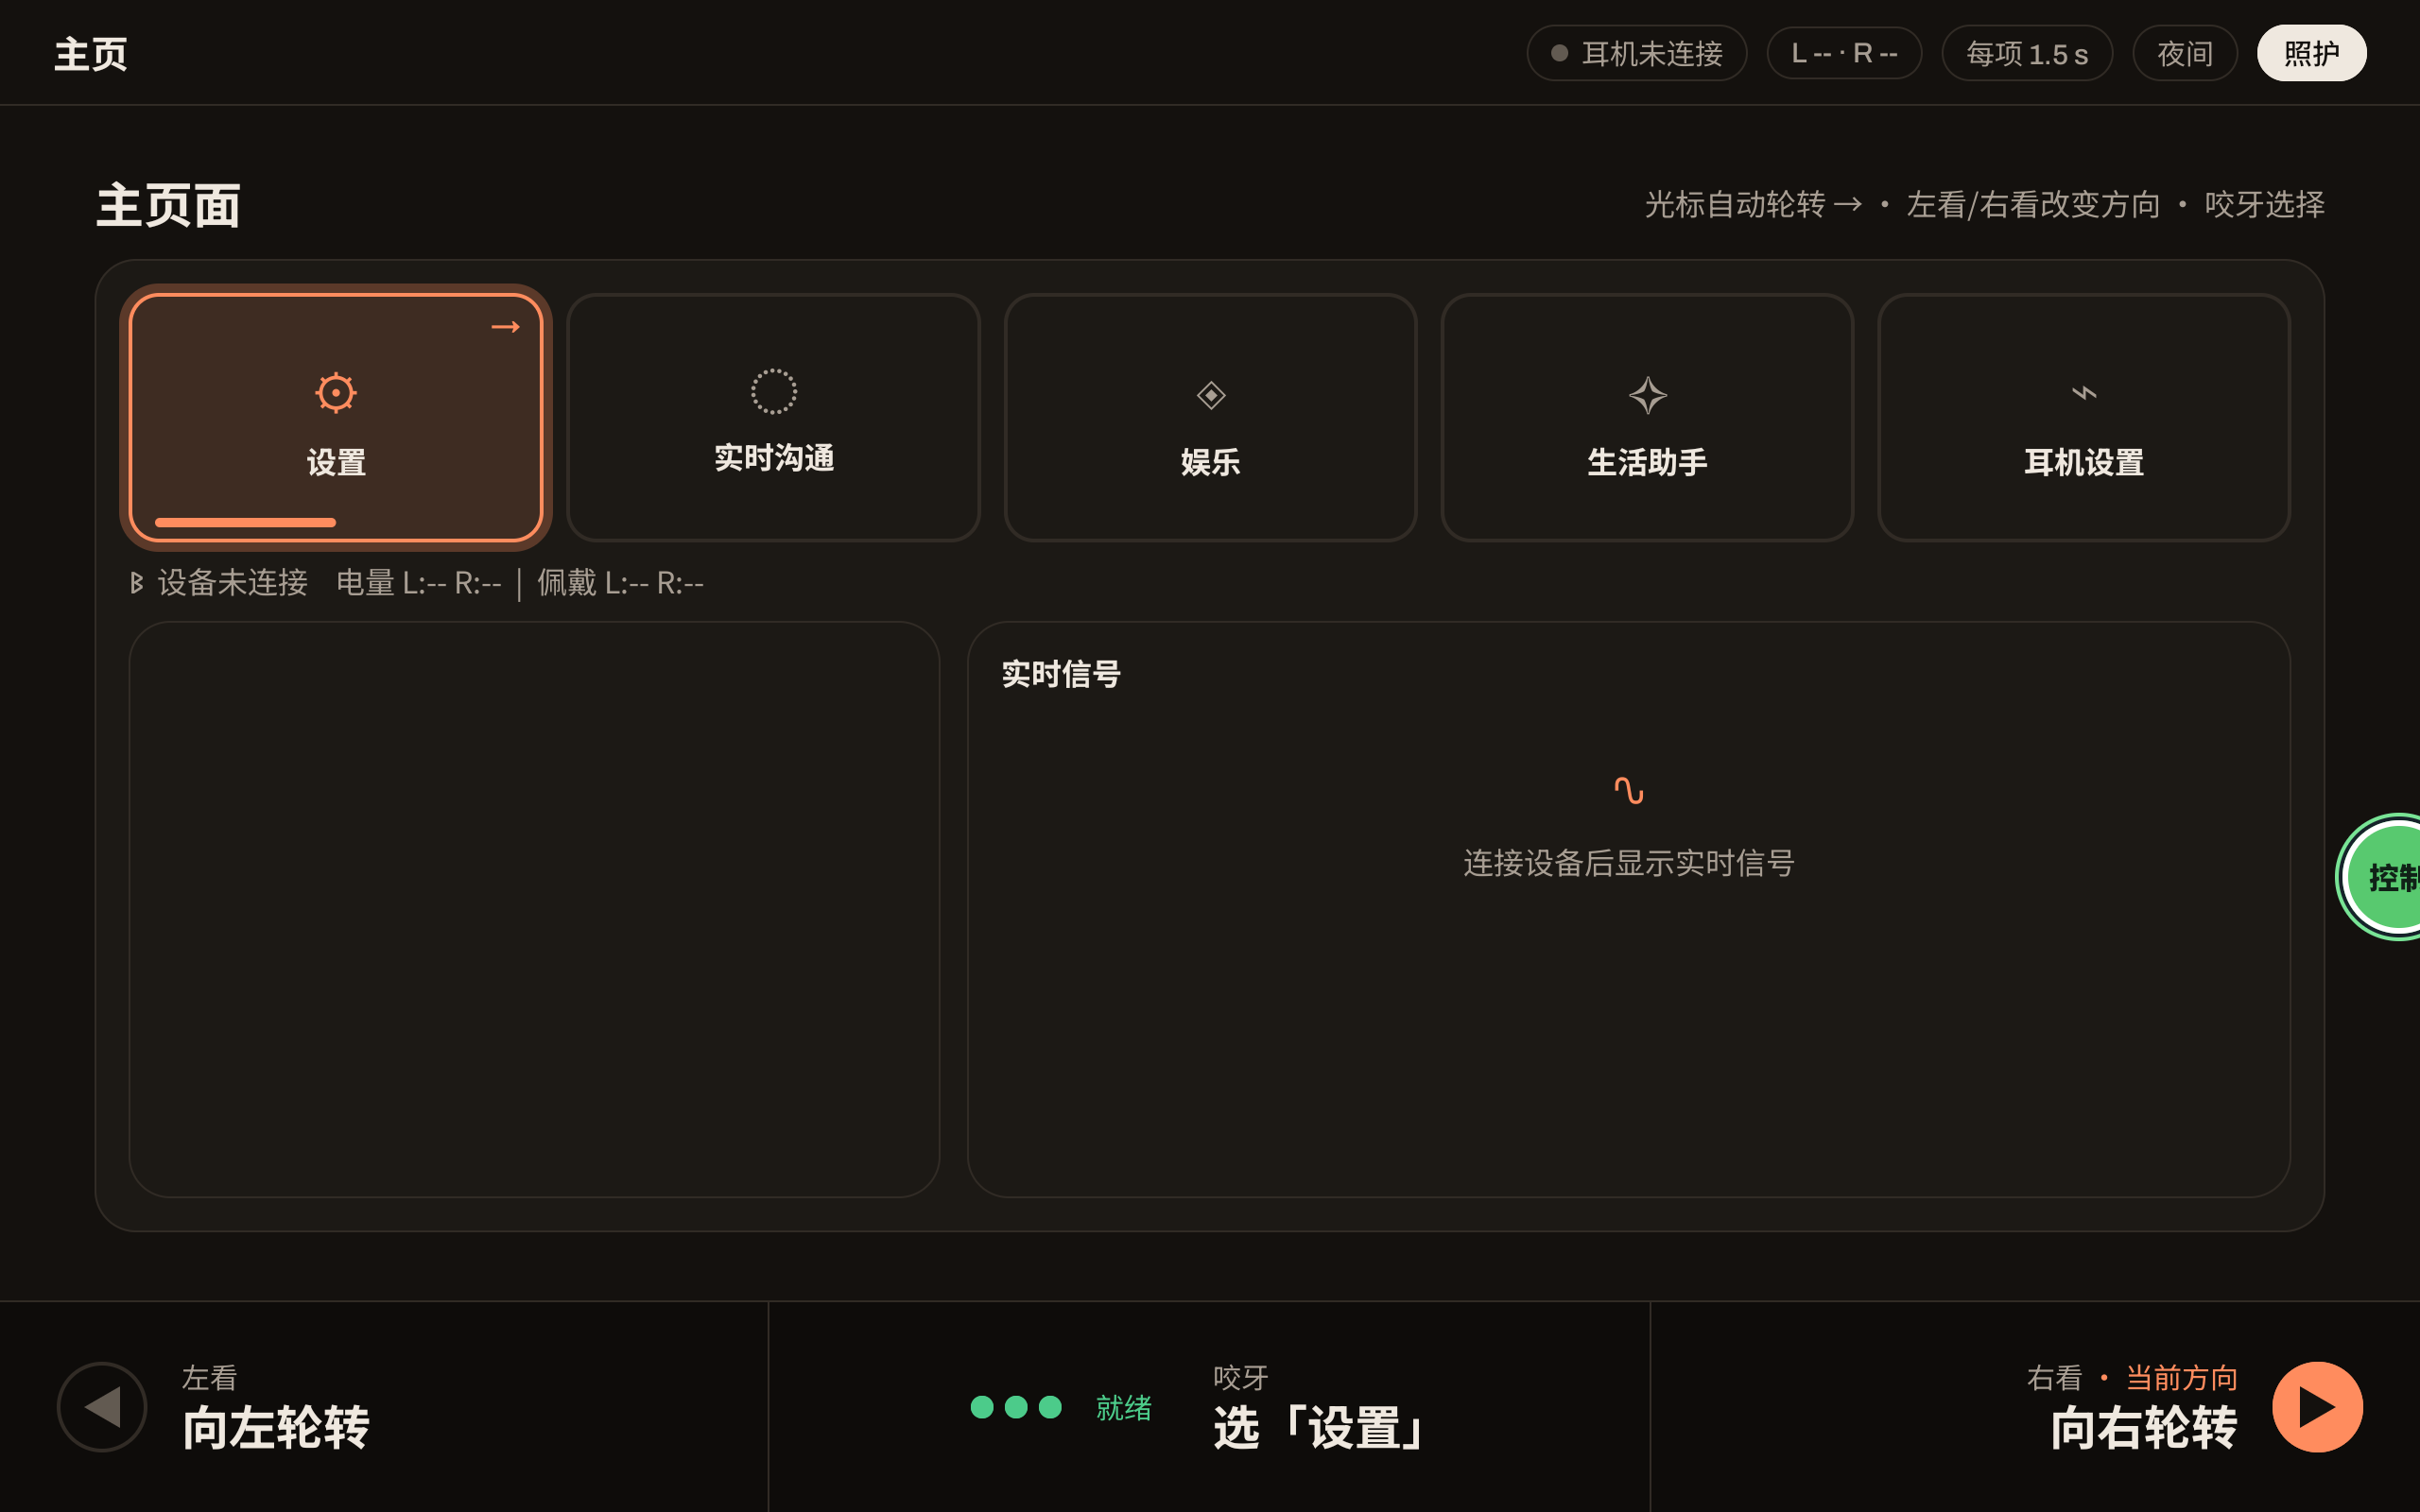 主页
耳机未连接
L -- · R --
每项 1.5 s
夜间
照护
主页面
光标自动轮转 → · 左看/右看改变方向 · 咬牙选择
设置
实时沟通
娱乐
生活助手
耳机设置
设备未连接 电量 L:-- R:-- | 佩戴 L:-- R:--
实时信号
连接设备后显示实时信号
控制
左看
向左轮转
就绪
咬牙
选「设置」
右看 · 当前方向
向右轮转